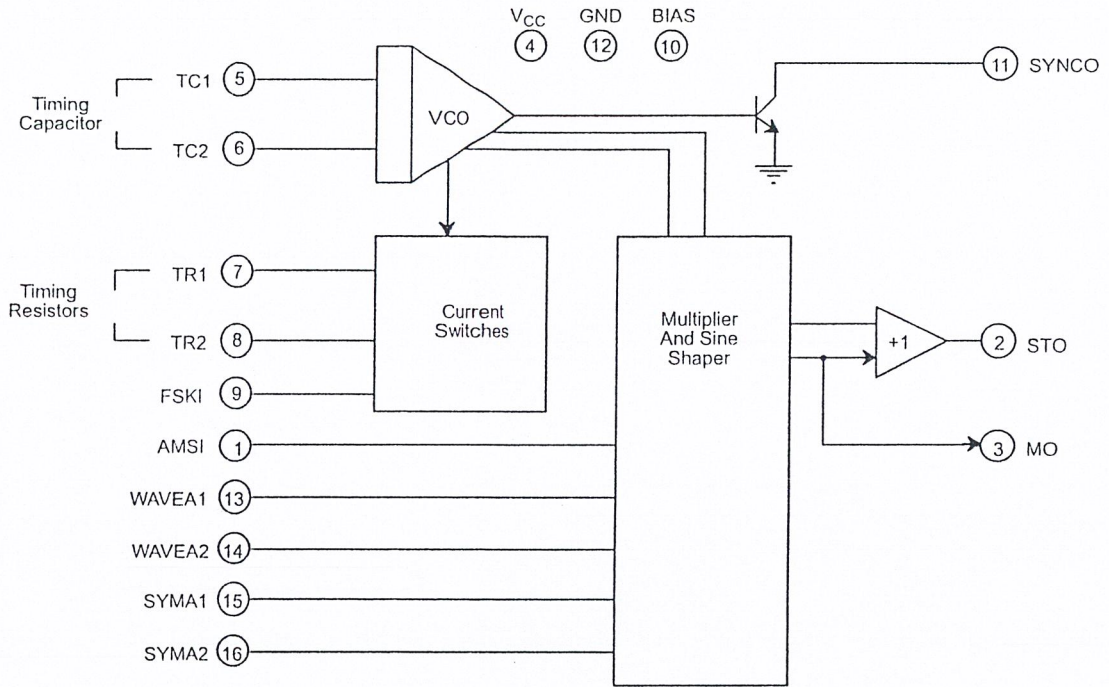 VCC GND BIAS
4 12 10
11 SYNCO
Timing
Capacitor
TC1 5
TC2 6
VCO
Timing
Resistors
TR1 7
TR2 8
FSKI 9
Current
Switches
Multiplier
And Sine
Shaper
+1
2 STO
3 MO
AMSI 1
WAVEA1 13
WAVEA2 14
SYMA1 15
SYMA2 16